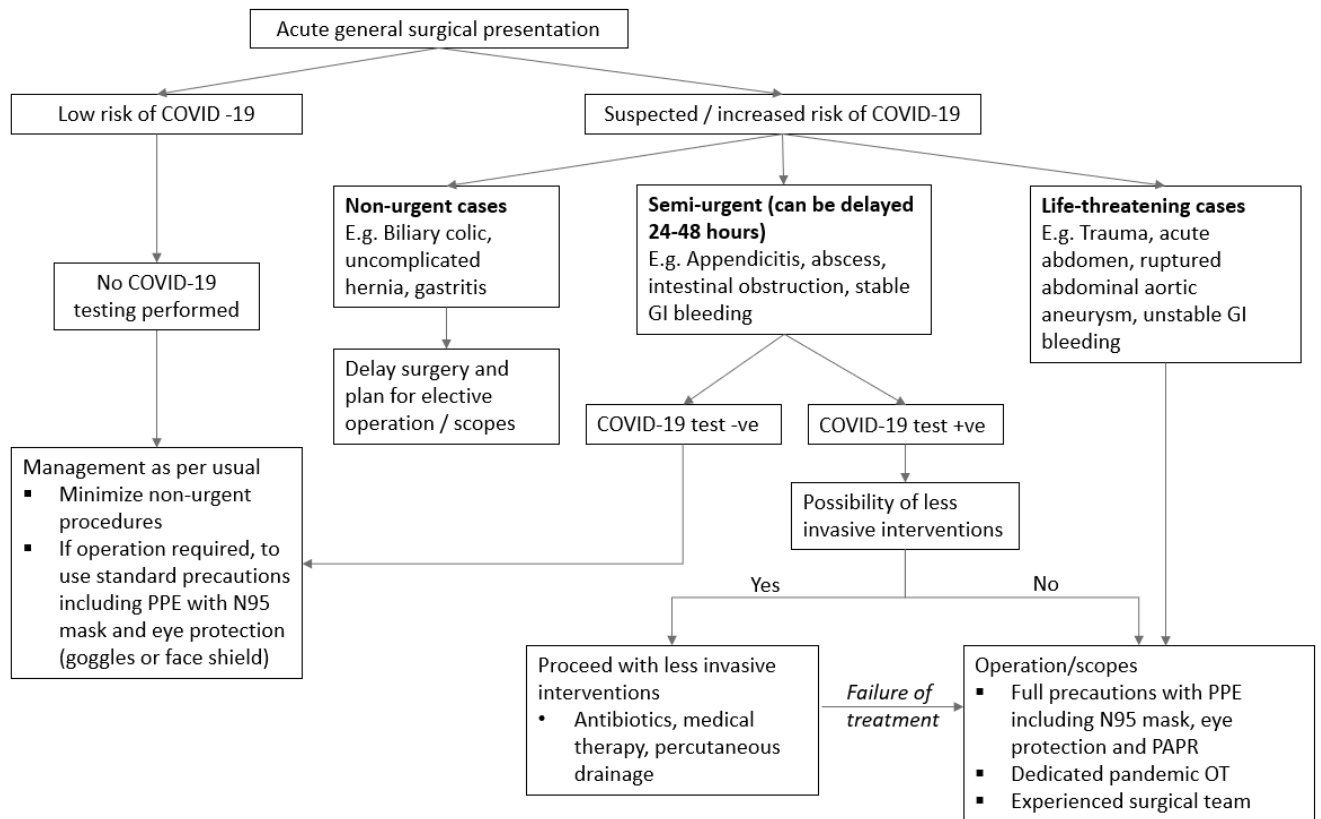 Acute general surgical presentation
Low risk of COVID -19
Suspected / increased risk of COVID-19
Non-urgent cases
E.g. Biliary colic,
uncomplicated
hernia, gastritis
Semi-urgent (can be delayed
24-48 hours)
E.g. Appendicitis, abscess,
intestinal obstruction, stable
GI bleeding
Life-threatening cases
E.g. Trauma, acute
abdomen, ruptured
abdominal aortic
aneurysm, unstable GI
bleeding
No COVID-19
testing performed
Delay surgery and
plan for elective
operation / scopes
COVID-19 test -ve
COVID-19 test +ve
Management as per usual
▪ Minimize non-urgent
procedures
▪ If operation required, to
use standard precautions
including PPE with N95
mask and eye protection
(goggles or face shield)
Possibility of less
invasive interventions
Yes
No
Proceed with less invasive
interventions
• Antibiotics, medical
therapy, percutaneous
drainage
Failure of
treatment
Operation/scopes
▪ Full precautions with PPE
including N95 mask, eye
protection and PAPR
▪ Dedicated pandemic OT
▪ Experienced surgical team